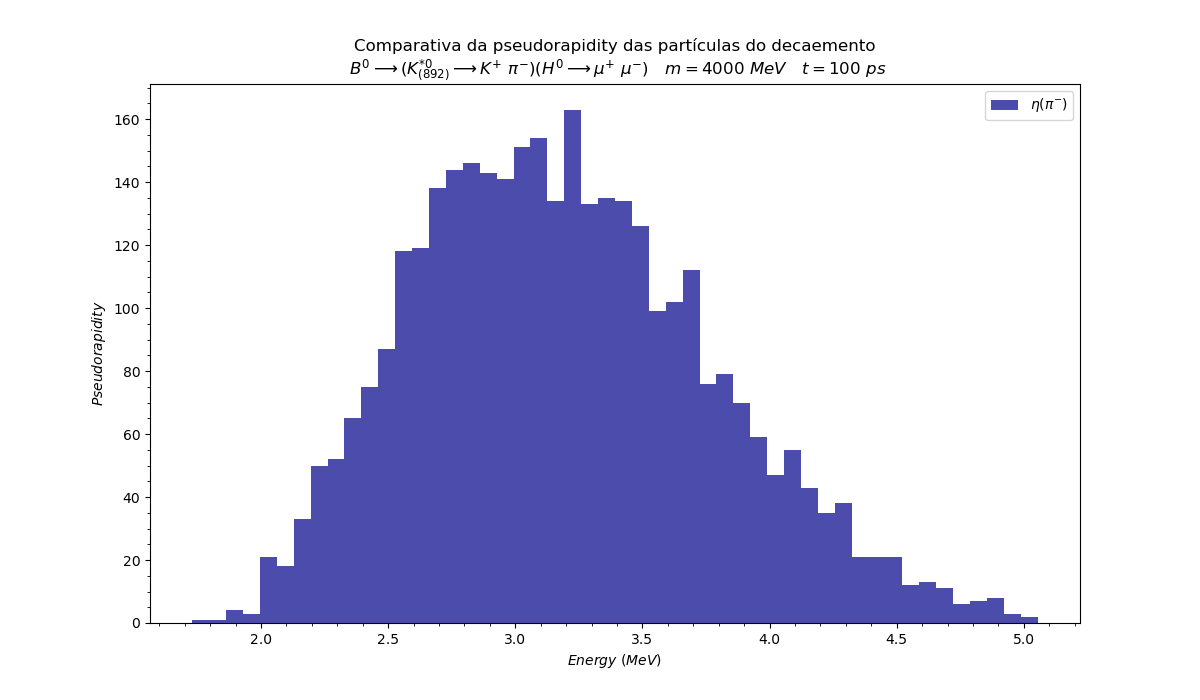 Comparativa da pseudorapidity das partículas do decaemento
B⁰ ⟶ (K*⁰₍₈₉₂₎ ⟶ K⁺ π⁻)(H⁰ ⟶ μ⁺ μ⁻) m = 4000 MeV t = 100 ps
η(π⁻)
160
140
120
100
80
60
40
20
0
Pseudorapidity
2.0 2.5 3.0 3.5 4.0 4.5 5.0
Energy (MeV)